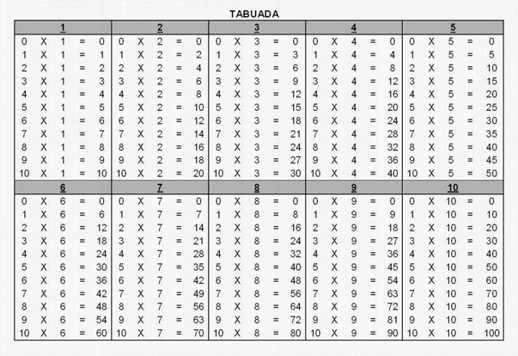 TABUADA
1 2 3 4 5
0 X 1 = 0 0 X 2 = 0 0 X 3 = 0 0 X 4 = 0 0 X 5 = 0
1 X 1 = 1 1 X 2 = 2 1 X 3 = 3 1 X 4 = 4 1 X 5 = 5
2 X 1 = 2 2 X 2 = 4 2 X 3 = 6 2 X 4 = 8 2 X 5 = 10
3 X 1 = 3 3 X 2 = 6 3 X 3 = 9 3 X 4 = 12 3 X 5 = 15
4 X 1 = 4 4 X 2 = 8 4 X 3 = 12 4 X 4 = 16 4 X 5 = 20
5 X 1 = 5 5 X 2 = 10 5 X 3 = 15 5 X 4 = 20 5 X 5 = 25
6 X 1 = 6 6 X 2 = 12 6 X 3 = 18 6 X 4 = 24 6 X 5 = 30
7 X 1 = 7 7 X 2 = 14 7 X 3 = 21 7 X 4 = 28 7 X 5 = 35
8 X 1 = 8 8 X 2 = 16 8 X 3 = 24 8 X 4 = 32 8 X 5 = 40
9 X 1 = 9 9 X 2 = 18 9 X 3 = 27 9 X 4 = 36 9 X 5 = 45
10 X 1 = 10 10 X 2 = 20 10 X 3 = 30 10 X 4 = 40 10 X 5 = 50
6 7 8 9 10
0 X 6 = 0 0 X 7 = 0 0 X 8 = 0 0 X 9 = 0 0 X 10 = 0
1 X 6 = 6 1 X 7 = 7 1 X 8 = 8 1 X 9 = 9 1 X 10 = 10
2 X 6 = 12 2 X 7 = 14 2 X 8 = 16 2 X 9 = 18 2 X 10 = 20
3 X 6 = 18 3 X 7 = 21 3 X 8 = 24 3 X 9 = 27 3 X 10 = 30
4 X 6 = 24 4 X 7 = 28 4 X 8 = 32 4 X 9 = 36 4 X 10 = 40
5 X 6 = 30 5 X 7 = 35 5 X 8 = 40 5 X 9 = 45 5 X 10 = 50
6 X 6 = 36 6 X 7 = 42 6 X 8 = 48 6 X 9 = 54 6 X 10 = 60
7 X 6 = 42 7 X 7 = 49 7 X 8 = 56 7 X 9 = 63 7 X 10 = 70
8 X 6 = 48 8 X 7 = 56 8 X 8 = 64 8 X 9 = 72 8 X 10 = 80
9 X 6 = 54 9 X 7 = 63 9 X 8 = 72 9 X 9 = 81 9 X 10 = 90
10 X 6 = 60 10 X 7 = 70 10 X 8 = 80 10 X 9 = 90 10 X 10 = 100